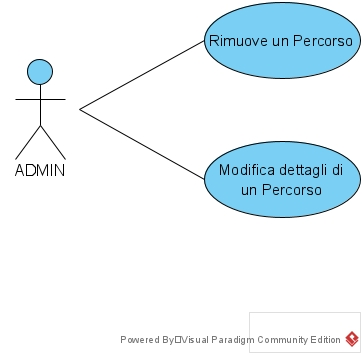 Rimuove un Percorso
ADMIN
Modifica dettagli di
un Percorso
Powered By□Visual Paradigm Community Edition